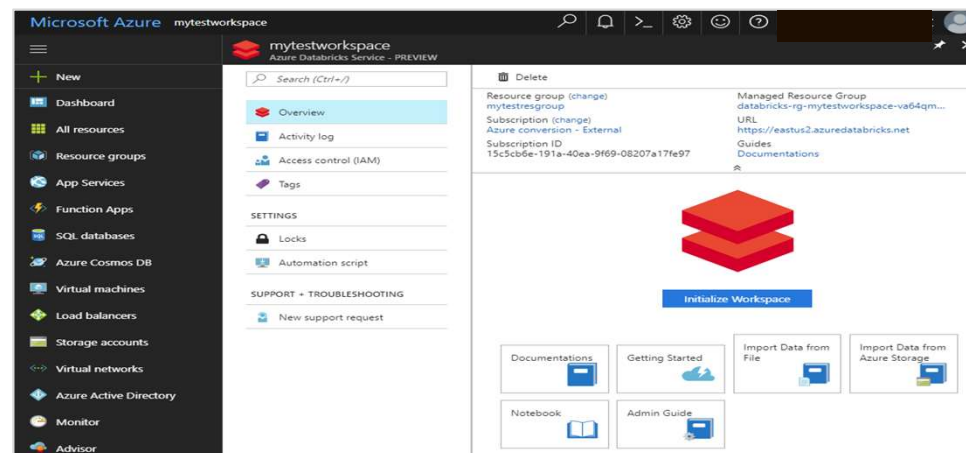 Microsoft Azure mytestworkspace
mytestworkspace
Azure Databricks Service - PREVIEW
New
Dashboard
All resources
Resource groups
App Services
Function Apps
SQL databases
Azure Cosmos DB
Virtual machines
Load balancers
Storage accounts
Virtual networks
Azure Active Directory
Monitor
Advisor
Search (Ctrl+/)
Overview
Activity log
Access control (IAM)
Tags
SETTINGS
Locks
Automation script
SUPPORT + TROUBLESHOOTING
New support request
Delete
Resource group (change)
mytestresgroup
Subscription (change)
Azure conversion - External
Subscription ID
15c5cb6e-191a-40ea-9f69-08207a17fe97
Managed Resource Group
databricks-rg-mytestworkspace-va64qm...
URL
https://eastus2.azuredatabricks.net
Guides
Documentations
Initialize Workspace
Documentations
Getting Started
Import Data from
File
Import Data from
Azure Storage
Notebook
Admin Guide